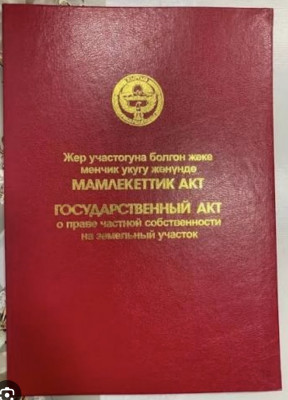 Жер участогуна болгон жеке
менчик укугу жөнүндө
МАМЛЕКЕТТИК АКТ
ГОСУДАРСТВЕННЫЙ АКТ
о праве частной собственности
на земельный участок